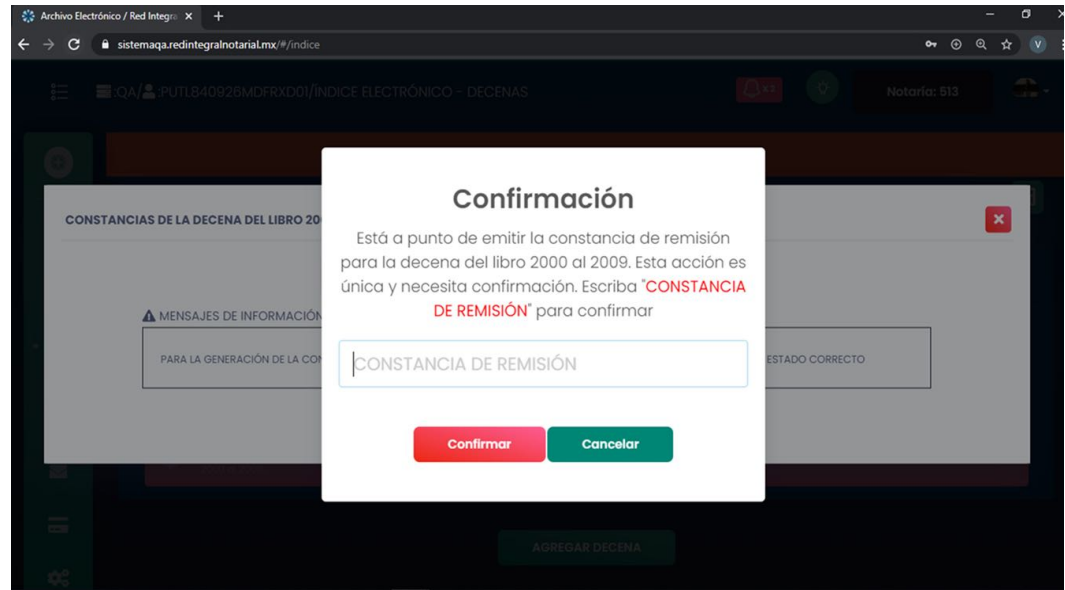 Archivo Electrónico / Red Integra
sistemaqa.redintegralnotarial.mx/#/indice
V
:QA/ :PUTL840926MDFRXD01/ÍNDICE ELECTRÓNICO - DECENAS
Notaria: 513
CONSTANCIAS DE LA DECENA DEL LIBRO 20
Confirmación
Está a punto de emitir la constancia de remisión
para la decena del libro 2000 al 2009. Esta acción es
única y necesita confirmación. Escriba "CONSTANCIA
DE REMISIÓN" para confirmar
MENSAJES DE INFORMACIÓN
PARA LA GENERACIÓN DE LA CON
ESTADO CORRECTO
CONSTANCIA DE REMISIÓN
Confirmar
Cancelar
AGREGAR DECENA